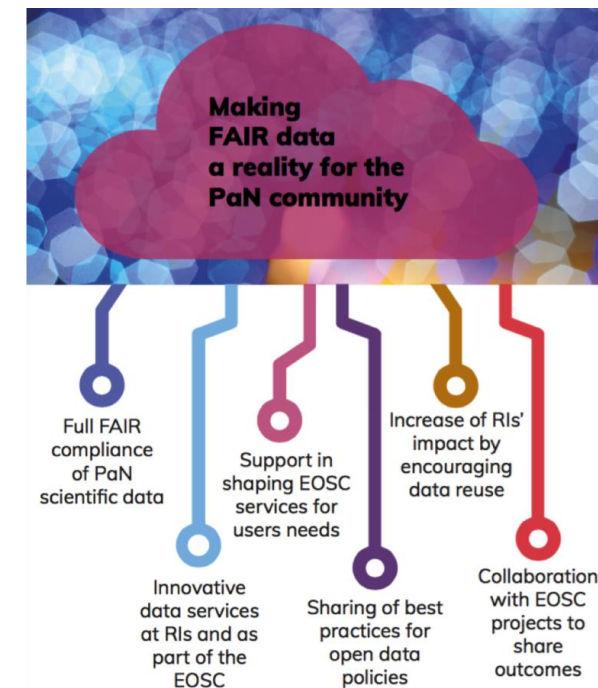 Making
FAIR data
a reality for the
PaN community
Full FAIR
compliance
of PaN
scientific data
Innovative
data services
at RIs and as
part of the
EOSC
Support in
shaping EOSC
services for
users needs
Sharing of best
practices for
open data
policies
Increase of RIs’
impact by
encouraging
data reuse
Collaboration
with EOSC
projects to
share
outcomes